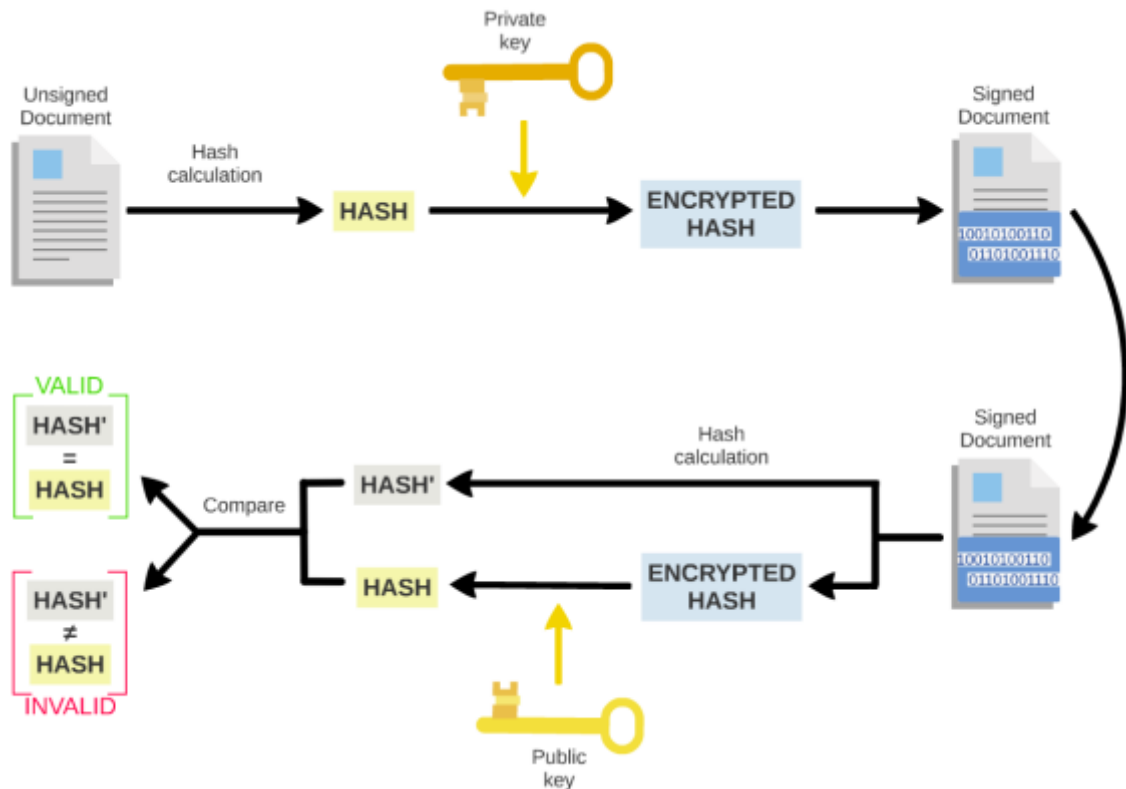 Private
key
Unsigned
Document
Signed
Document
Hash
calculation
HASH
ENCRYPTED
HASH
10010100110
01101001110
VALID
HASH'
=
HASH
Signed
Document
Hash
calculation
HASH'
Compare
10010100110
01101001110
ENCRYPTED
HASH
HASH
HASH'
≠
HASH
INVALID
Public
key